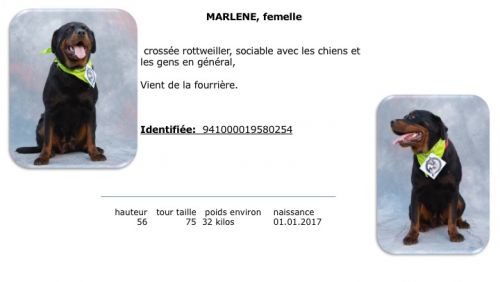 MARLENE, femelle
crossée rottweiller, sociable avec les chiens et
les gens en général,
Vient de la fourrière.
Identifiée: 941000019580254
hauteur tour taille poids environ naissance
56 75 32 kilos 01.01.2017